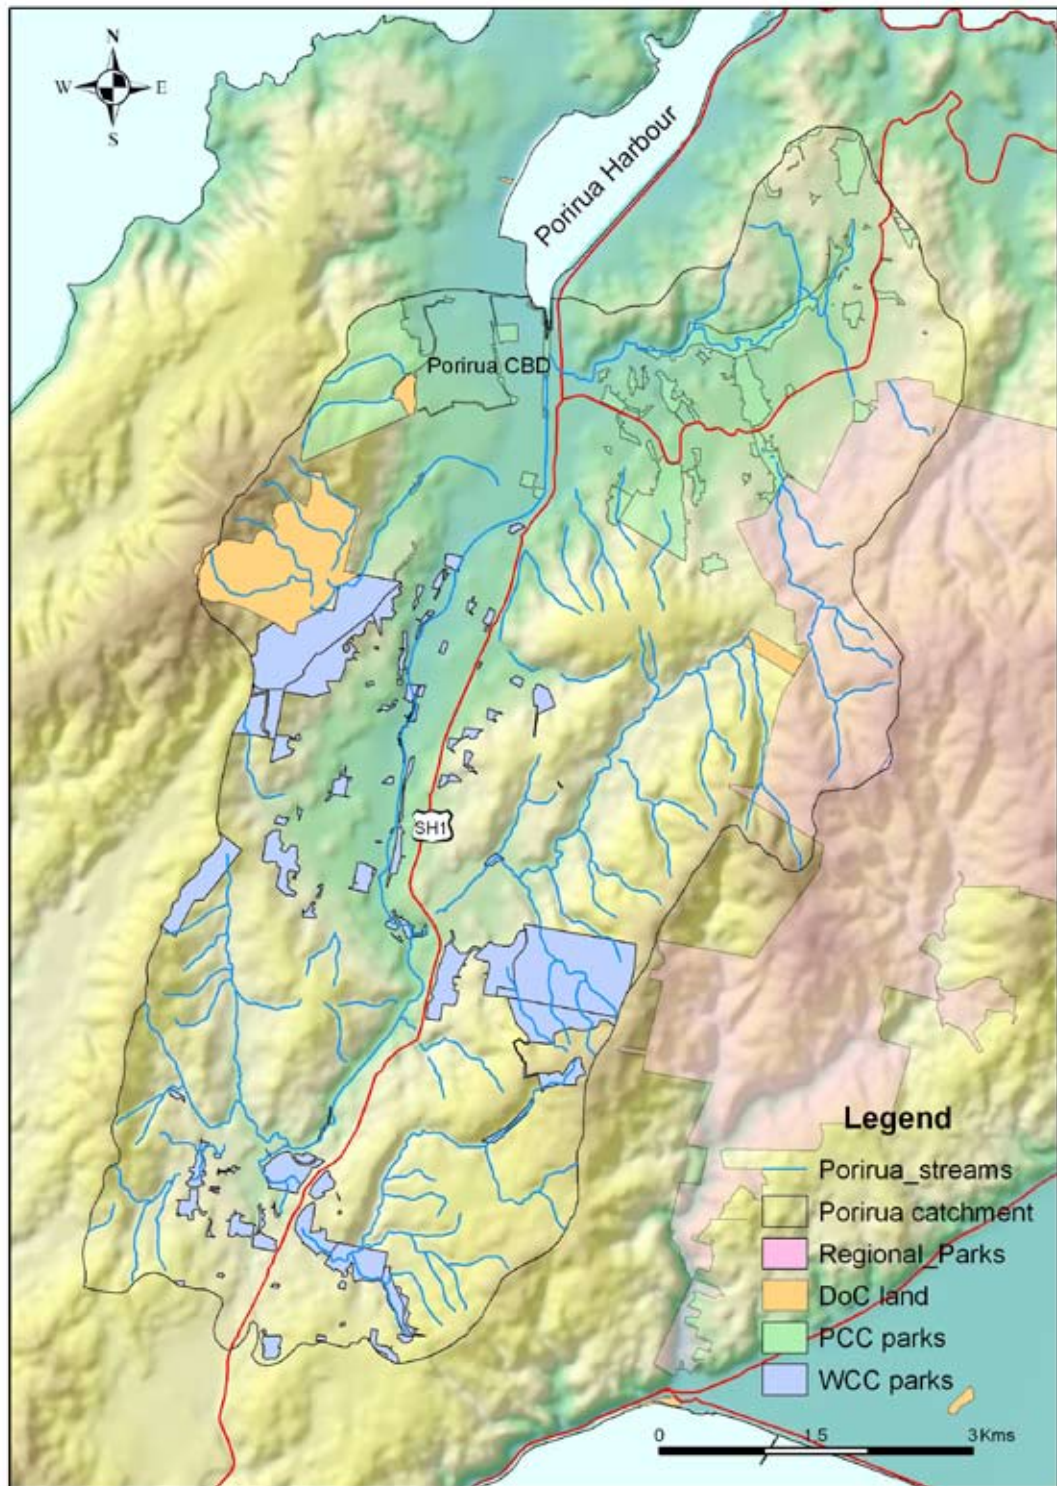 N
W E
S
Porirua Harbour
Porirua CBD
SH1
Legend
Porirua_streams
Porirua catchment
Regional_Parks
DoC land
PCC parks
WCC parks
0 1.5 3 Kms